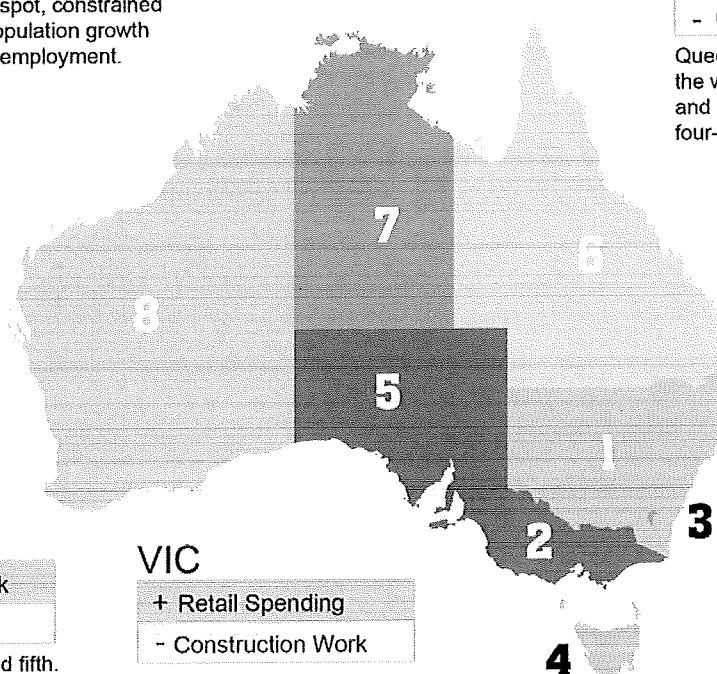 spot, constrained
opulation growth
employment.
- 
Quee
the v
and
four-
7
6
8
5
1
3
2
k
VIC
+ Retail Spending
- Construction Work
4
d fifth.